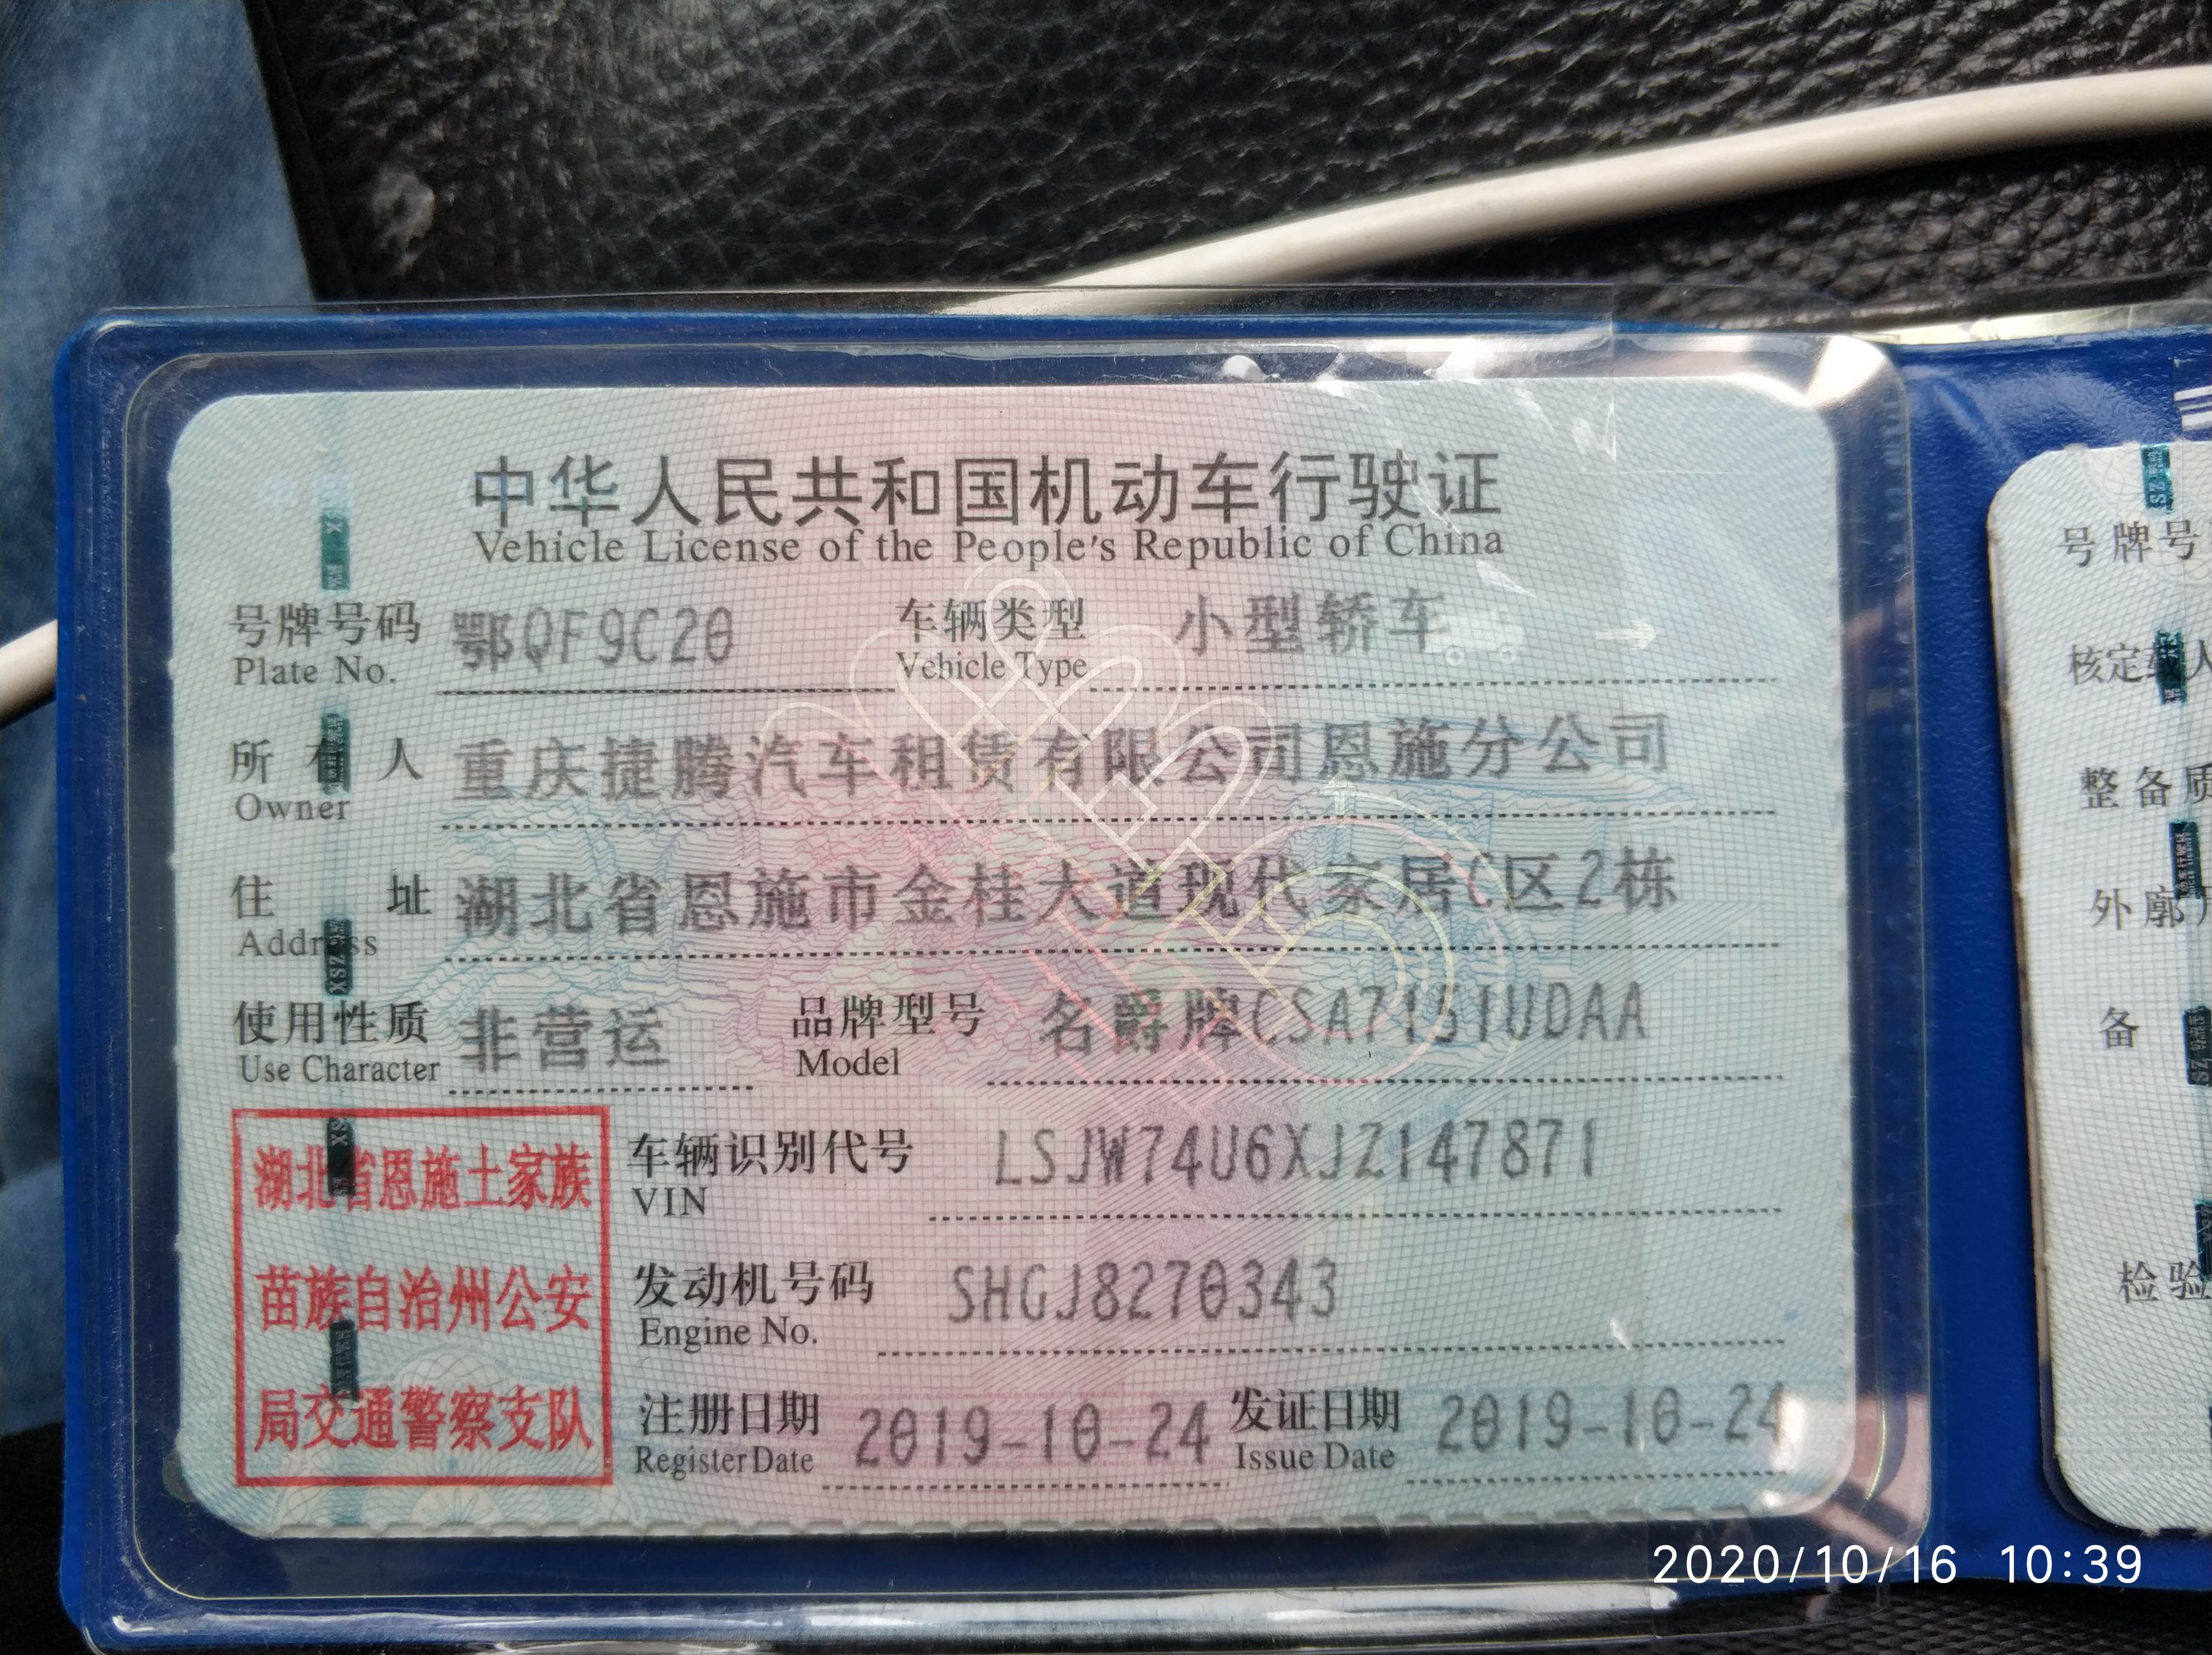 中华人民共和国机动车行驶证
Vehicle License of the People's Republic of China
号牌号码 鄂QF9C20 车辆类型 小型轿车
Plate No. Vehicle Type
所有人 重庆捷腾汽车租赁有限公司恩施分公司
Owner
住址 湖北省恩施市金桂大道现代家居C区2栋
Address
使用性质 非营运 品牌型号 名爵牌CSA7151UDAA
Use Character Model
湖北省恩施土家族
苗族自治州公安
局交通警察支队
车辆识别代号 LSJW74U6XJZ147871
VIN
发动机号码 SHGJ8270343
Engine No.
注册日期 2019-10-24 发证日期 2019-10-24
Register Date Issue Date
号牌号
核定载人
整备质
外廓
备
检验
2020/10/16 10:39